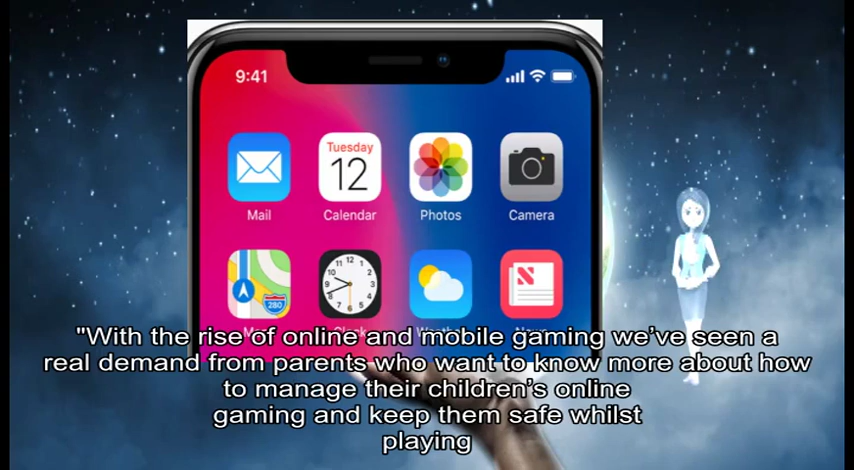 9:41
Tuesday
12
Mail
Calendar
Photos
Camera
280
"With the rise of online and mobile gaming we've seen a
real demand from parents who want to know more about how
to manage their children's online
gaming and keep them safe whilst
playing